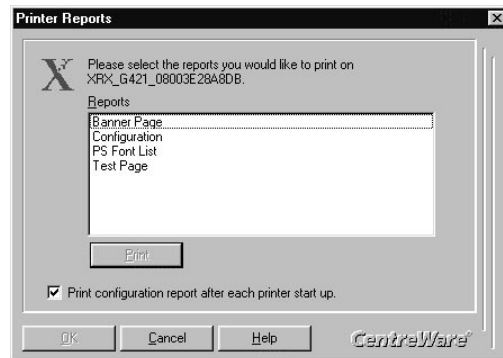 Printer Reports
Please select the reports you would like to print on
XRX_G421_08003E28A8DB.
Reports
Banner Page
Configuration
PS Font List
Test Page
Print
Print configuration report after each printer start up.
OK
Cancel
Help
CentreWare®